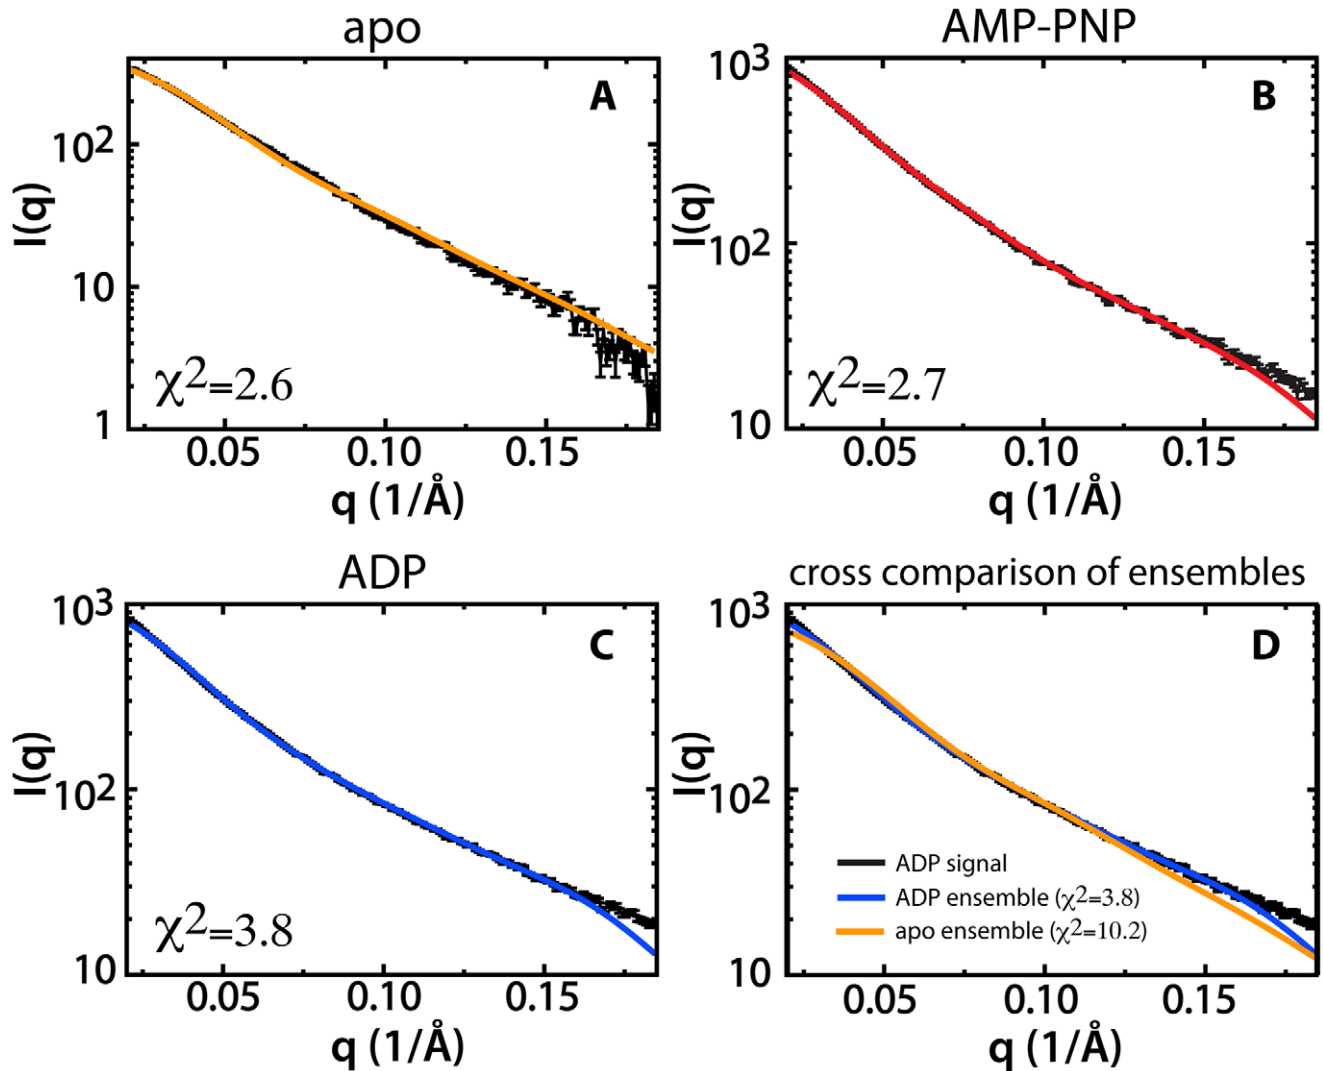 apo
A
I(q)
10²
10
1
χ2=2.6
0.05 0.10 0.15
q (1/Å)
AMP-PNP
B
I(q)
10³
10²
10
χ2=2.7
0.05 0.10 0.15
q (1/Å)
ADP
C
I(q)
10³
10²
10
χ2=3.8
0.05 0.10 0.15
q (1/Å)
cross comparison of ensembles
D
I(q)
10³
10²
10
ADP signal
ADP ensemble (χ2=3.8)
apo ensemble (χ2=10.2)
0.05 0.10 0.15
q (1/Å)